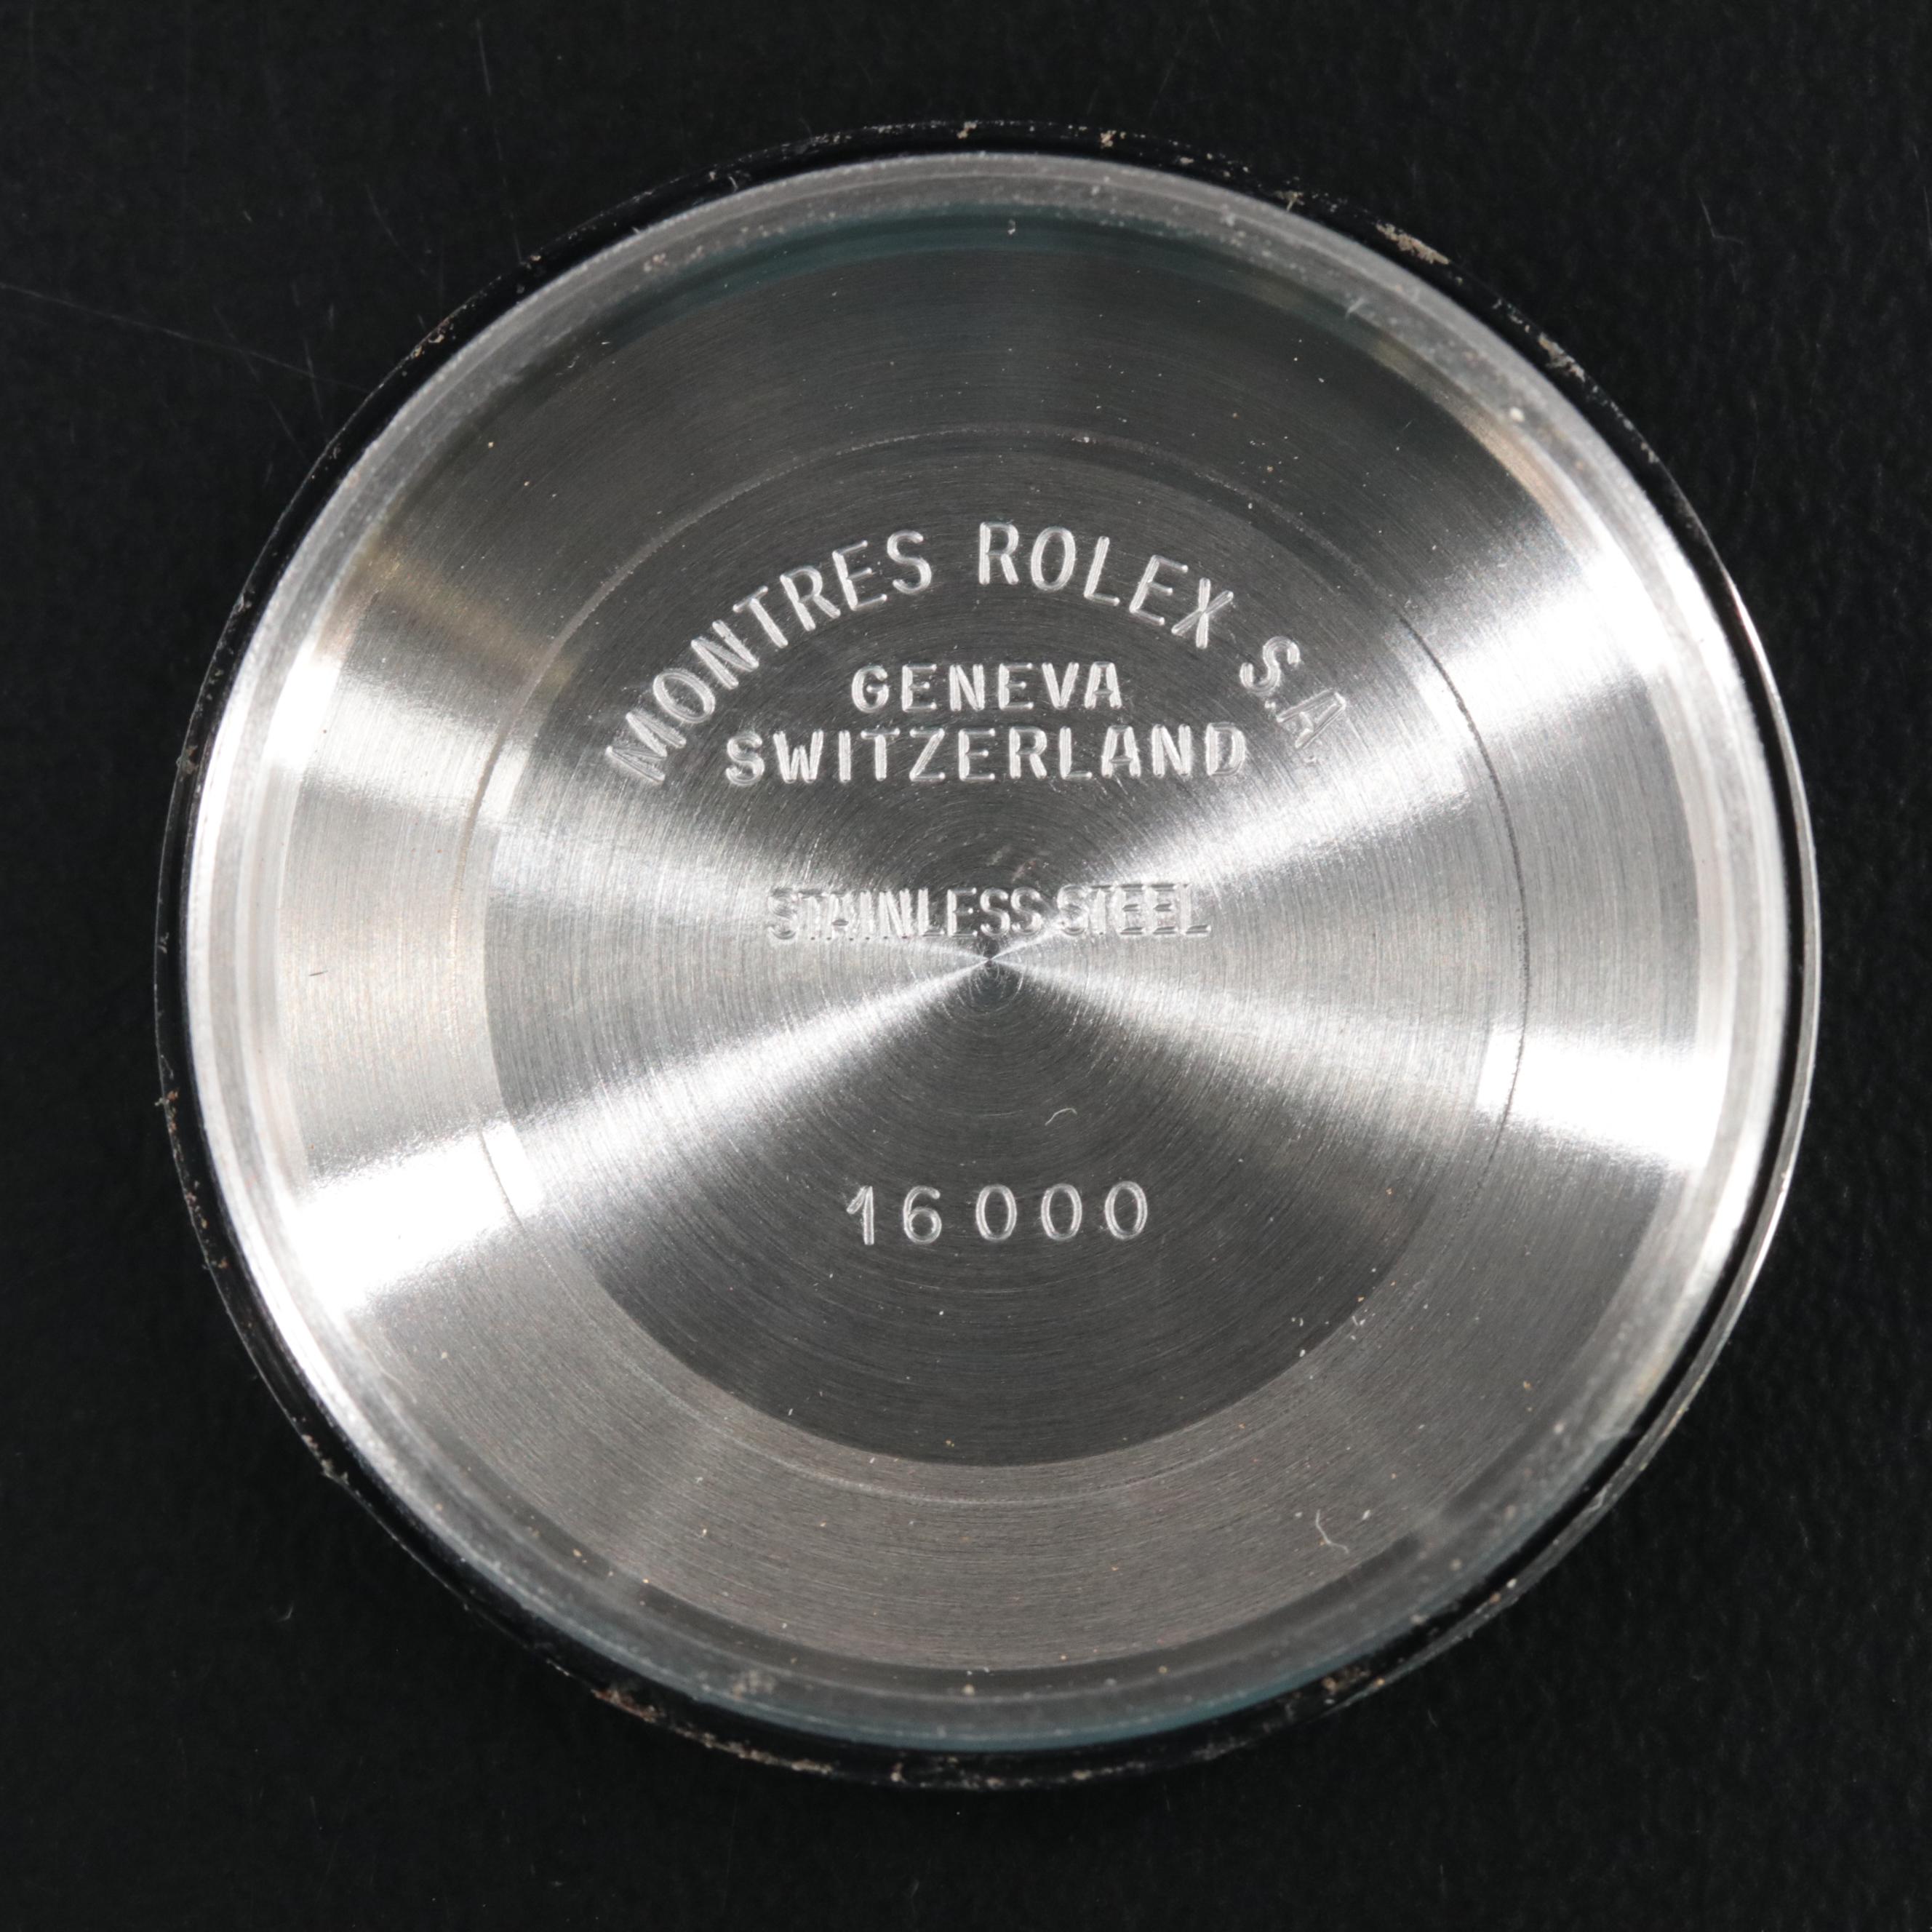 MONTRES ROLEX S.A.
GENEVA
SWITZERLAND
STAINLESS STEEL
16000